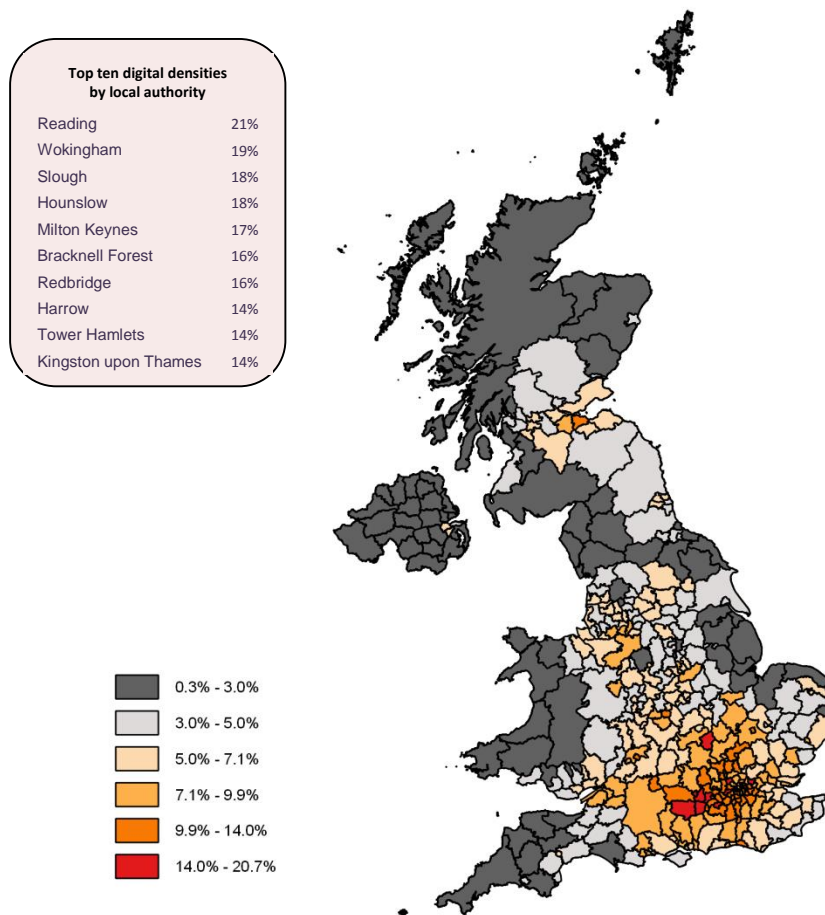 Top ten digital densities
by local authority
Reading 21%
Wokingham 19%
Slough 18%
Hounslow 18%
Milton Keynes 17%
Bracknell Forest 16%
Redbridge 16%
Harrow 14%
Tower Hamlets 14%
Kingston upon Thames 14%
0.3% - 3.0%
3.0% - 5.0%
5.0% - 7.1%
7.1% - 9.9%
9.9% - 14.0%
14.0% - 20.7%